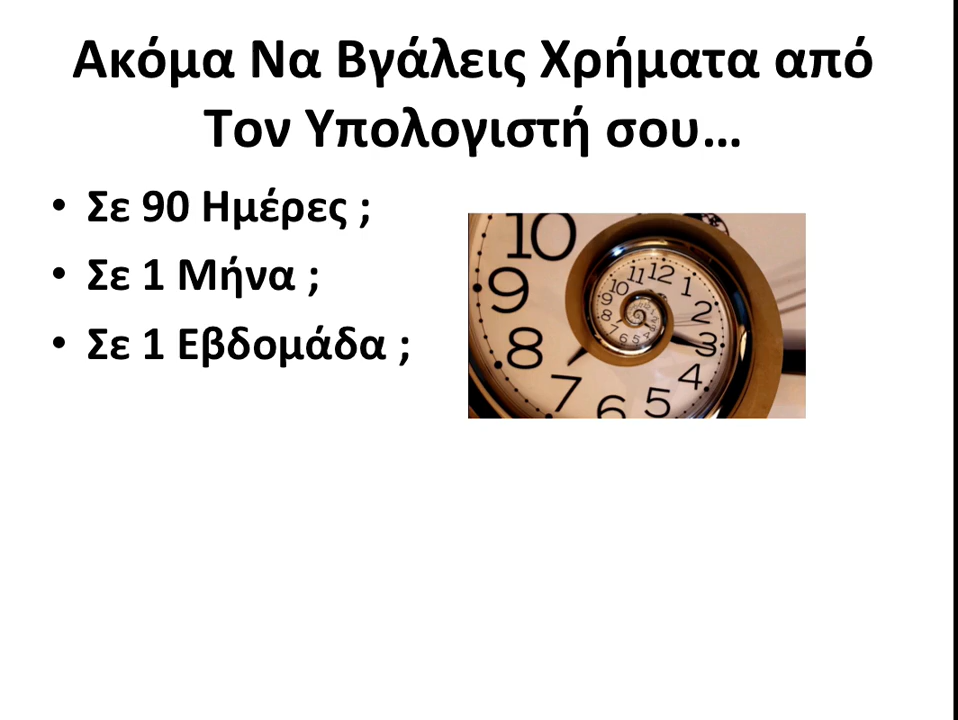 Ακόμα Να Βγάλεις Χρήματα από
Τον Υπολογιστή σου…
• Σε 90 Ημέρες ;
• Σε 1 Μήνα ;
• Σε 1 Εβδομάδα ;